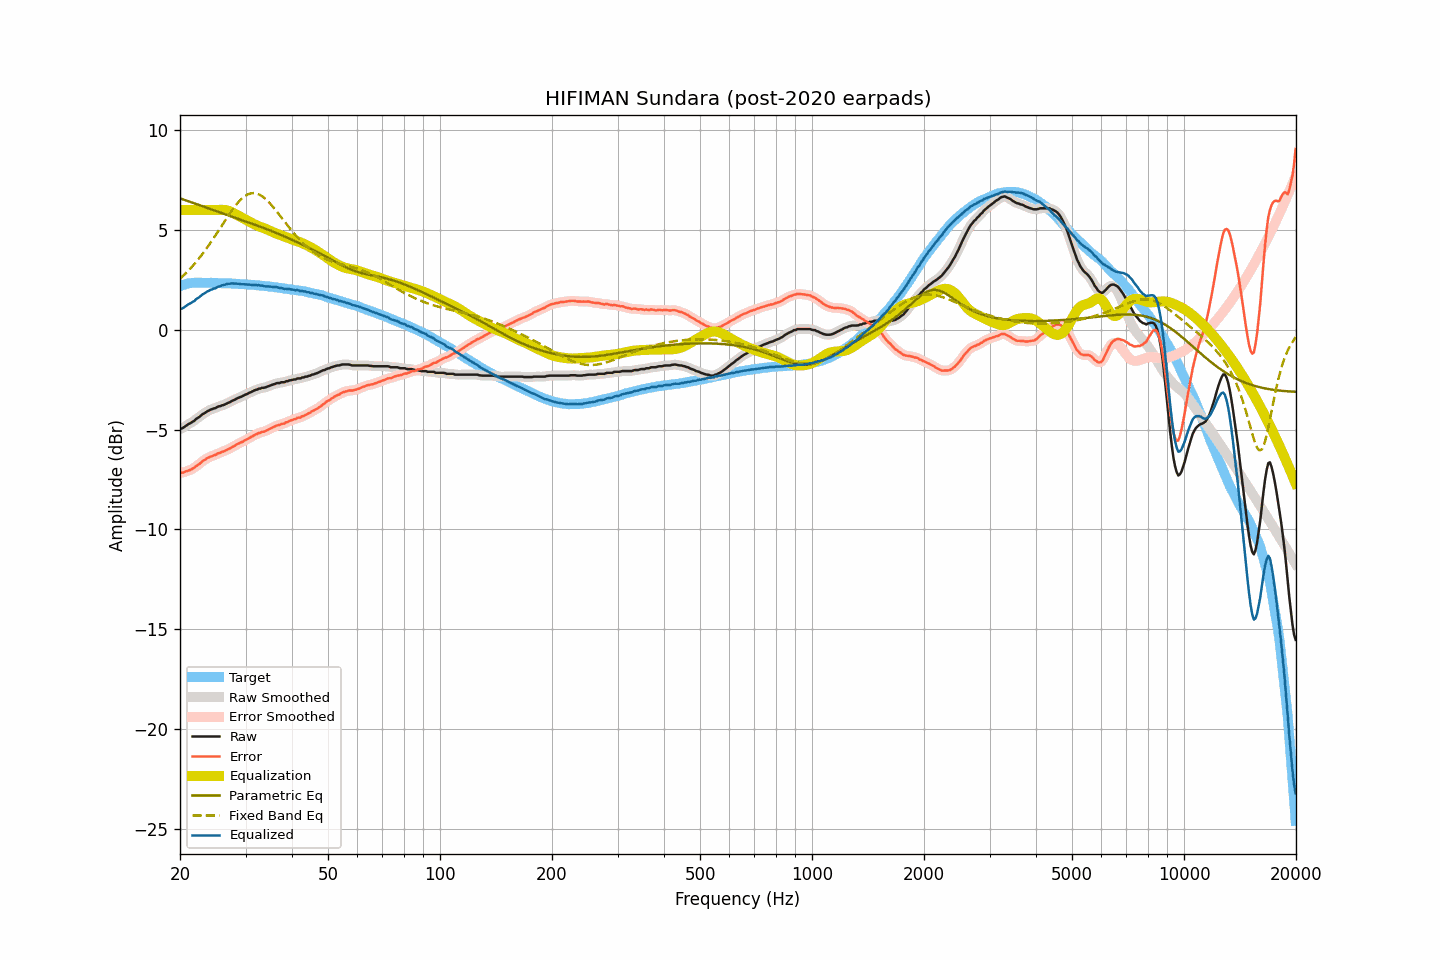 HIFIMAN Sundara (post-2020 earpads)
10
5
0
−5
−10
−15
−20
−25
Amplitude (dBr)
Target
Raw Smoothed
Error Smoothed
Raw
Error
Equalization
Parametric Eq
Fixed Band Eq
Equalized
20 50 100 200 500 1000 2000 5000 10000 20000
Frequency (Hz)